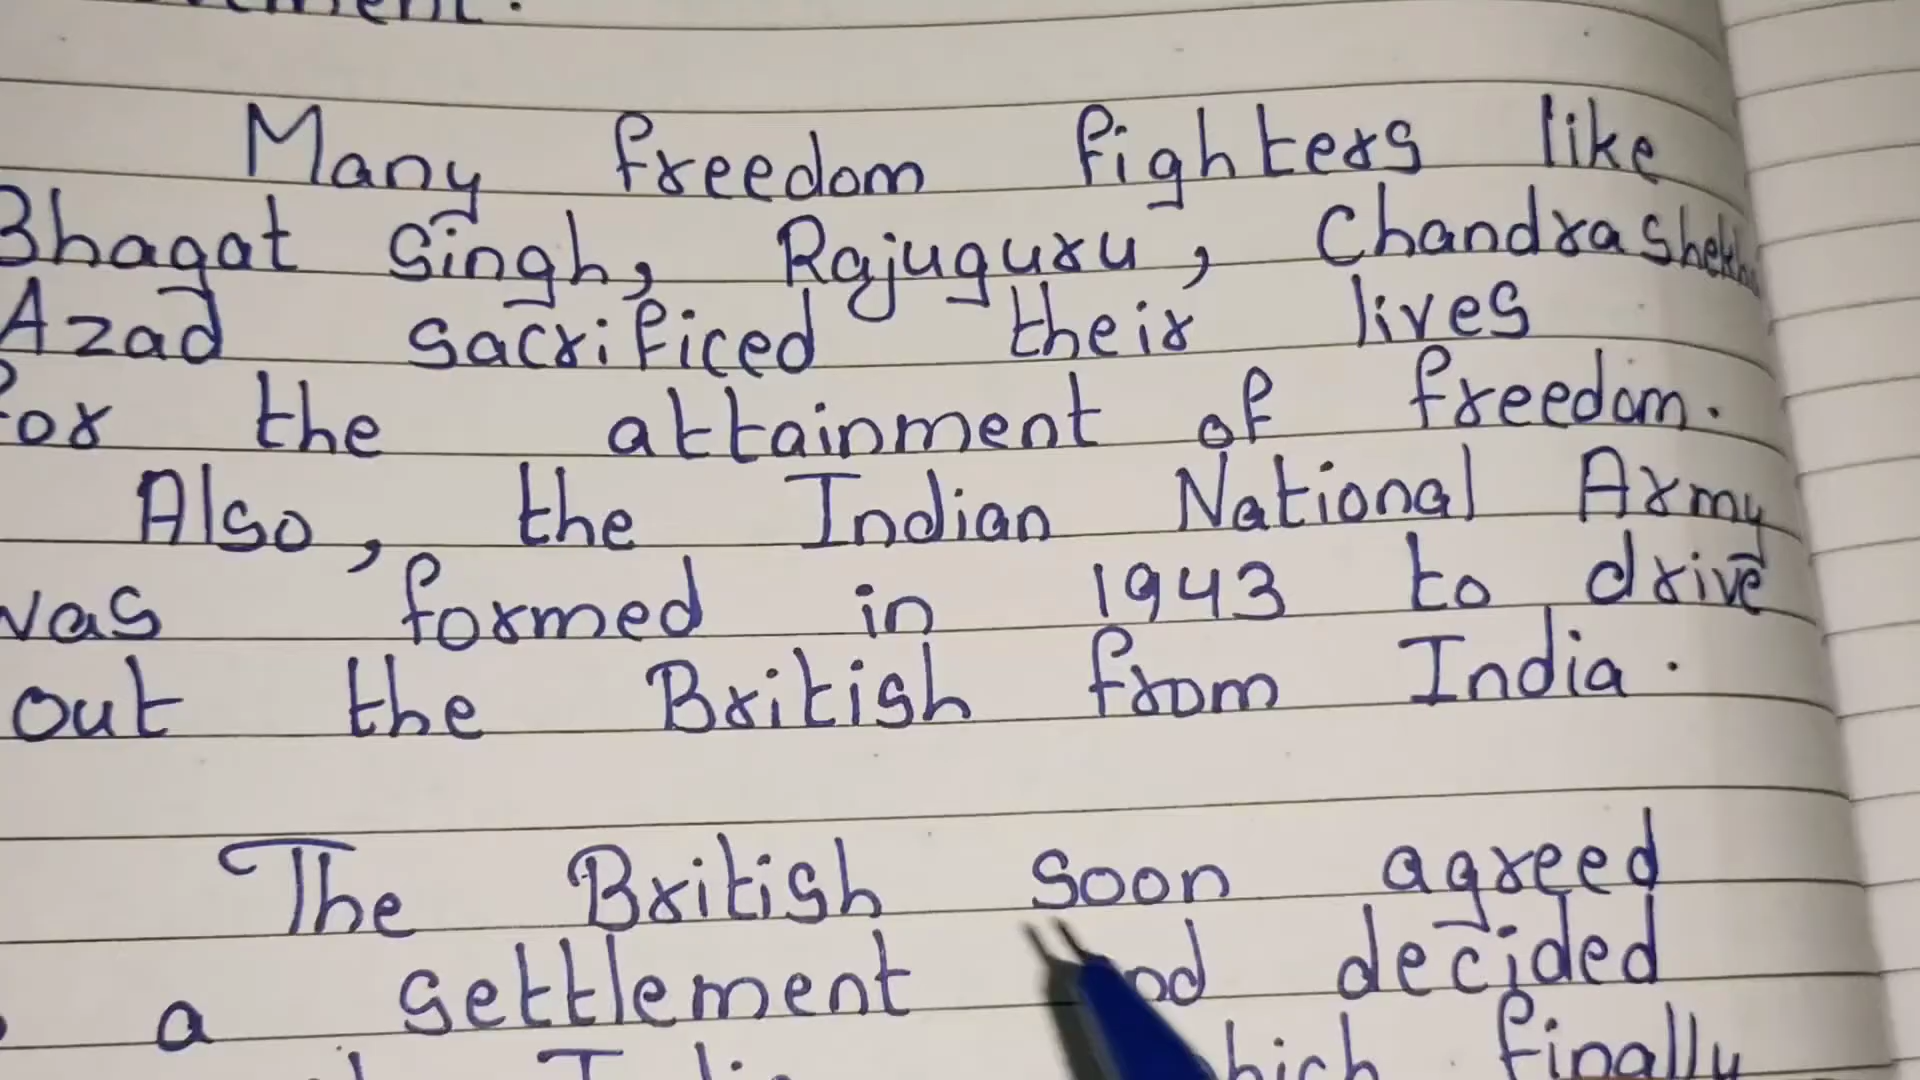 Many freedom fighters like
Bhagat Singh, Rajuguru, Chandrashekh
Azad sacrificed their lives
for the attainment of freedom.
Also, the Indian National Army
was formed in 1943 to drive
out the British from India.
The British soon agreed
a settlement decided
which finally